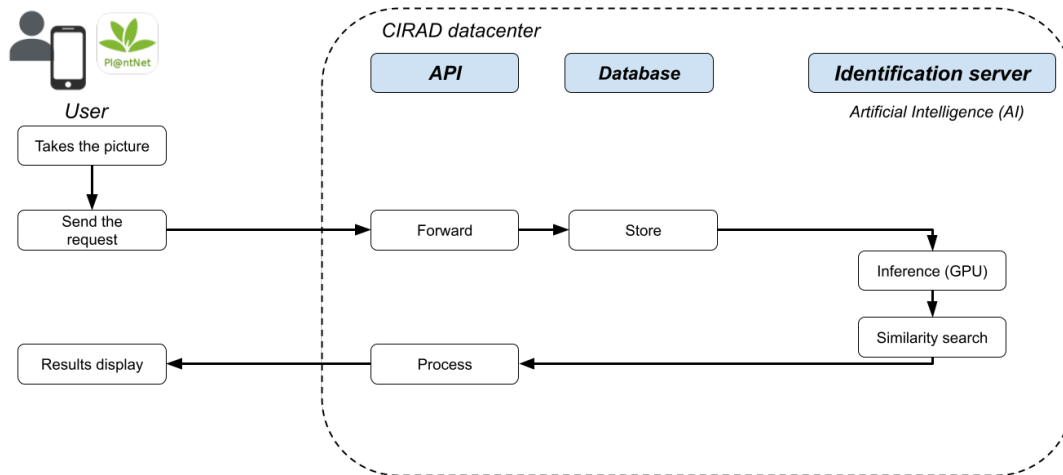 CIRAD datacenter
Pl@ntNet
API
Database
Identification server
User
Artificial Intelligence (AI)
Takes the picture
Send the
request
Forward
Store
Inference (GPU)
Similarity search
Results display
Process